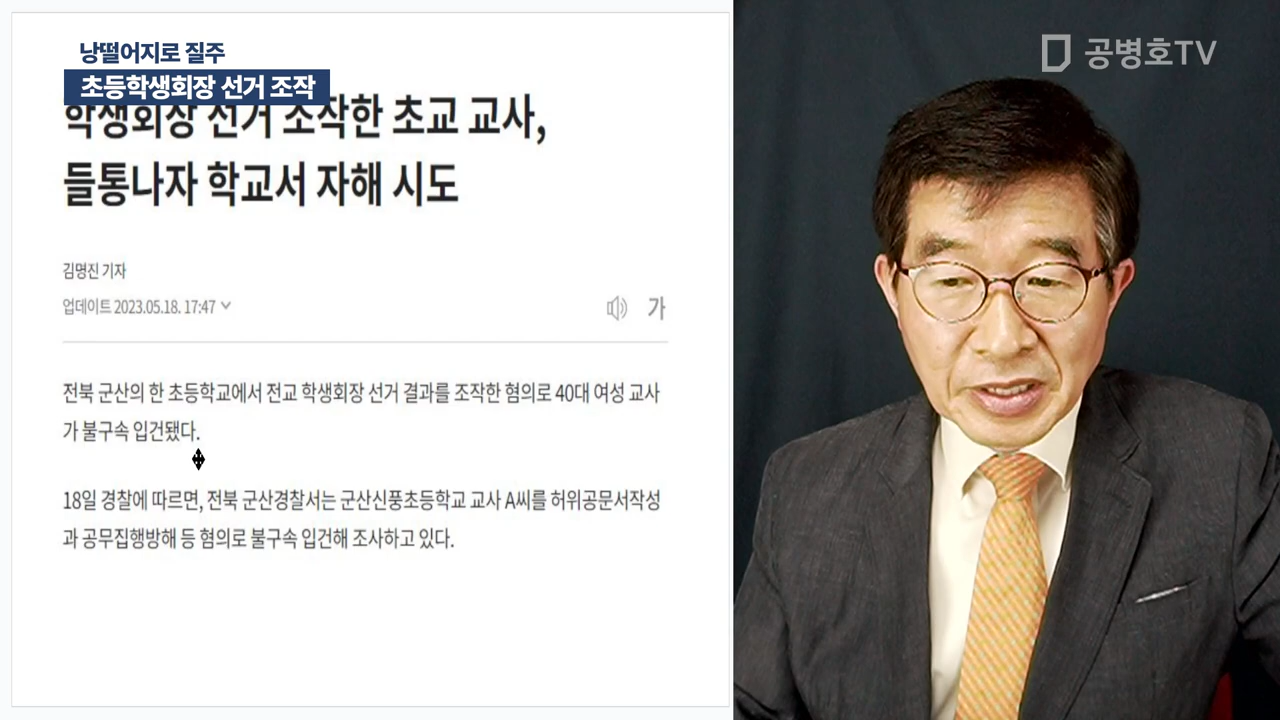 낭떨어지로 질주
초등학생회장 선거 조작
공병호TV
학생회장 선거 조작한 초교 교사,
들통나자 학교서 자해 시도
김명진 기자
업데이트 2023.05.18. 17:47
가
전북 군산의 한 초등학교에서 전교 학생회장 선거 결과를 조작한 혐의로 40대 여성 교사
가 불구속 입건됐다.
18일 경찰에 따르면, 전북 군산경찰서는 군산신풍초등학교 교사 A씨를 허위공문서작성
과 공무집행방해 등 혐의로 불구속 입건해 조사하고 있다.